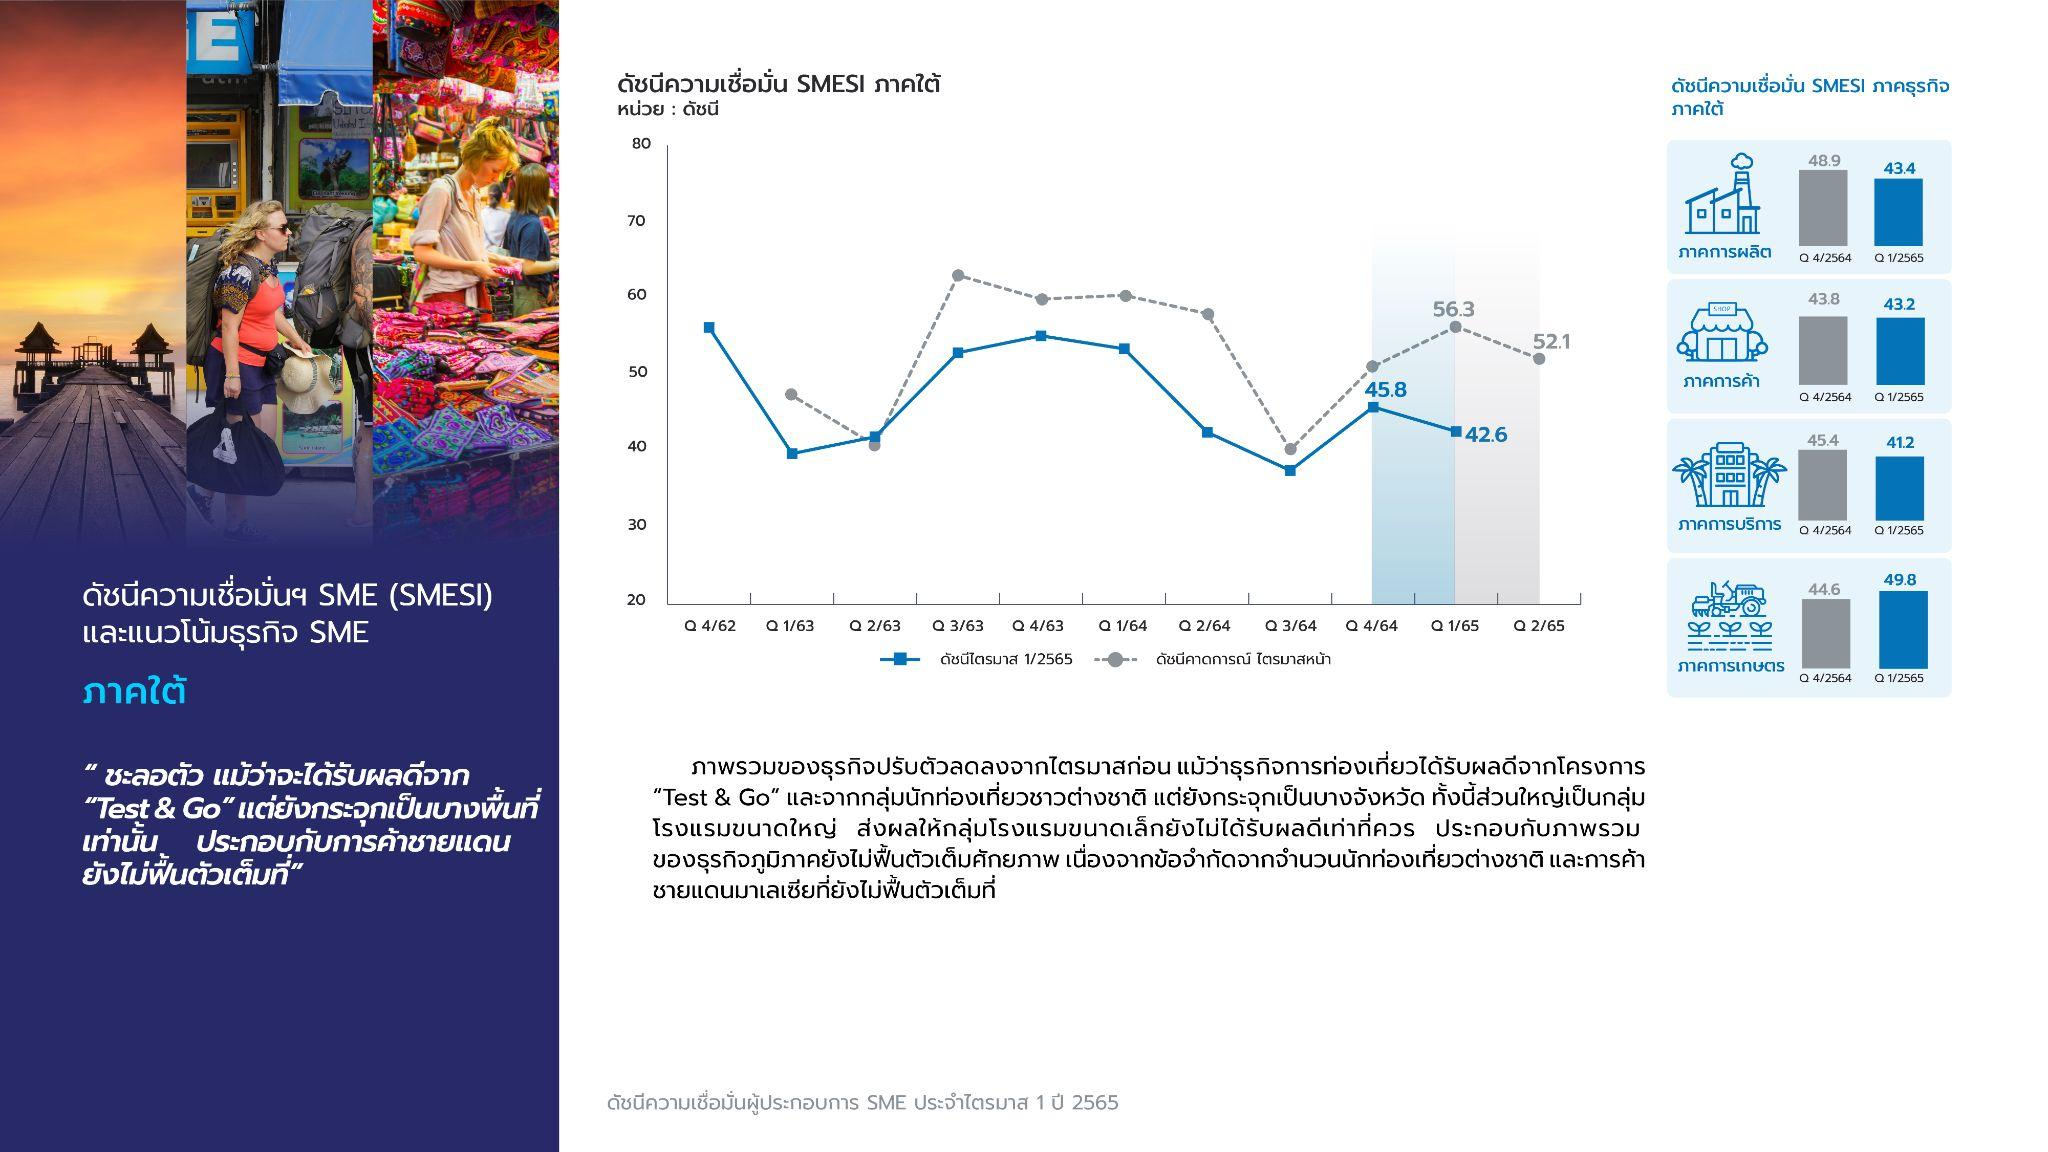 ดัชนีความเชื่อมั่นฯ SME (SMESI)
และแนวโน้มธุรกิจ SME
ภาคใต้
“ ชะลอตัว แม้ว่าจะได้รับผลดีจาก
“Test & Go“ แต่ยังกระจุกเป็นบางพื้นที่
เท่านั้น ประกอบกับการค้าชายแดน
ยังไม่ฟื้นตัวเต็มที่”
ดัชนีความเชื่อมั่น SMESI ภาคใต้
หน่วย : ดัชนี
80
70
60
50
40
30
20
56.3
52.1
45.8
42.6
Q 4/62 Q 1/63 Q 2/63 Q 3/63 Q 4/63 Q 1/64 Q 2/64 Q 3/64 Q 4/64 Q 1/65 Q 2/65
ดัชนีไตรมาส 1/2565 ดัชนีคาดการณ์ ไตรมาสหน้า
ดัชนีความเชื่อมั่น SMESI ภาคธุรกิจ
ภาคใต้
48.9 43.4
ภาคการผลิต Q 4/2564 Q 1/2565
SHOP
43.8 43.2
ภาคการค้า Q 4/2564 Q 1/2565
45.4 41.2
ภาคการบริการ Q 4/2564 Q 1/2565
44.6 49.8
ภาคการเกษตร Q 4/2564 Q 1/2565
ภาพรวมของธุรกิจปรับตัวลดลงจากไตรมาสก่อน แม้ว่าธุรกิจการท่องเที่ยวได้รับผลดีจากโครงการ
“Test & Go“ และจากกลุ่มนักท่องเที่ยวชาวต่างชาติ แต่ยังกระจุกเป็นบางจังหวัด ทั้งนี้ส่วนใหญ่เป็นกลุ่ม
โรงแรมขนาดใหญ่ ส่งผลให้กลุ่มโรงแรมขนาดเล็กยังไม่ได้รับผลดีเท่าที่ควร ประกอบกับภาพรวม
ของธุรกิจภูมิภาคยังไม่ฟื้นตัวเต็มศักยภาพ เนื่องจากข้อจำกัดจากจำนวนนักท่องเที่ยวต่างชาติ และการค้า
ชายแดนมาเลเซียที่ยังไม่ฟื้นตัวเต็มที่
ดัชนีความเชื่อมั่นผู้ประกอบการ SME ประจำไตรมาส 1 ปี 2565